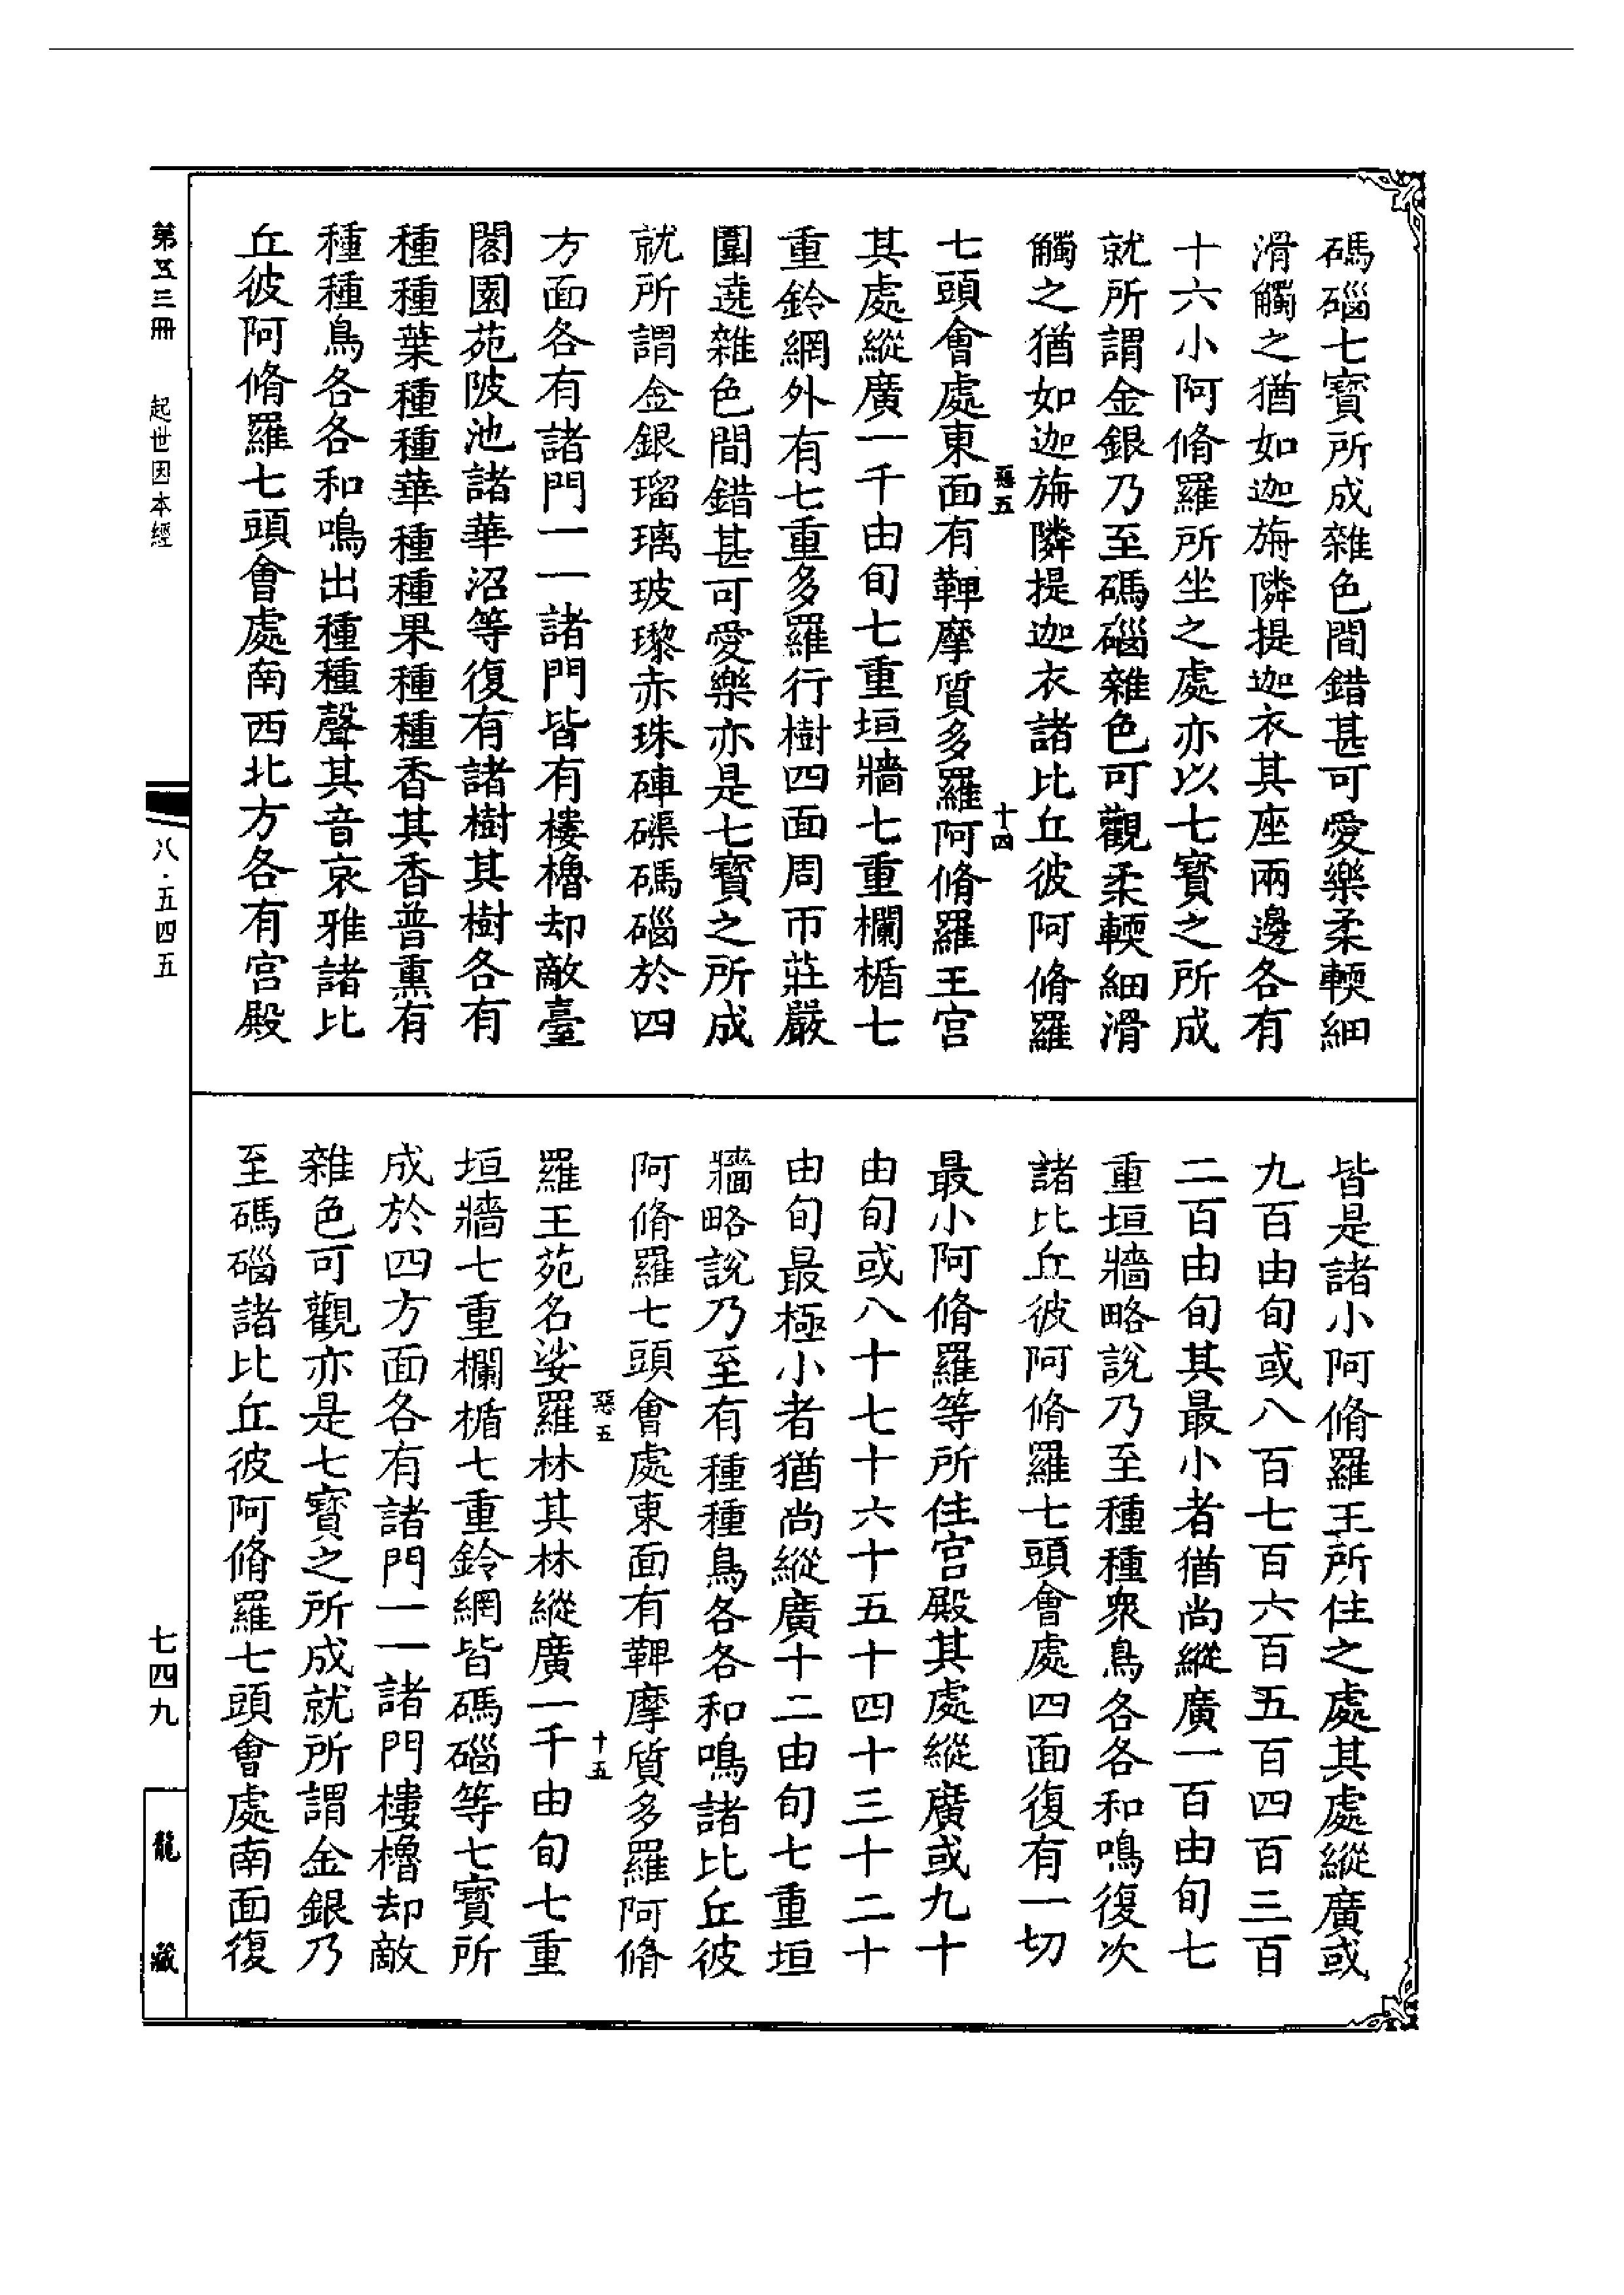 碼碯七寶所成雜色間錯甚可愛樂柔輭細
滑觸之猶如迦旃隣提迦衣其座兩邊各有
十六小阿脩羅所坐之處亦以七寳之所成
就所謂金銀乃至碼碯雜色可觀柔輭細滑
觸之猶如迦旃隣提迦衣諸比丘彼阿脩羅
惡五 十四
七頭會處東面有鞞摩質多羅阿脩羅王宫
其處縱廣一千由旬七重垣牆七重欄楯七
重鈴網外有七重多羅行樹四面周帀莊嚴
圍遶雜色間錯甚可愛樂亦是七寳之所成
就所謂金銀瑠璃玻瓈赤珠硨磲碼碯於四
方面各有諸門一一諸門皆有樓櫓却敵臺
閣園苑陂池諸華沼等復有諸樹其樹各有
種種葉種種華種種果種種香其香普熏有
種種鳥各各和鳴出種種聲其音哀雅諸比
丘彼阿脩羅七頭會處南西北方各有宫殿
皆是諸小阿脩羅王所住之處其處縱廣或
九百由旬或八百七百六百五百四百三百
二百由旬其最小者猶尚縱廣一百由旬七
重垣牆略說乃至種種衆鳥各各和鳴復次
諸比丘彼阿脩羅七頭會處四面復有一切
最小阿脩羅等所住宫殿其處縱廣或九十
由旬或八十七十六十五十四十三十二十
由旬最極小者猶尚縱廣十二由旬七重垣
牆略說乃至有種種鳥各各和鳴諸比丘彼
阿脩羅七頭會處東面有鞞摩質多羅阿脩
惡五 十五
羅王苑名娑羅林其林縱廣一千由旬七重
垣牆七重欄楯七重鈴網皆碼碯等七寳所
成於四方面各有諸門一一諸門樓櫓却敵
雜色可觀亦是七寳之所成就所謂金銀乃
至碼碯諸比丘彼阿脩羅七頭會處南面復
第五三冊 起世因本經 八·五四五 七四九 龍藏